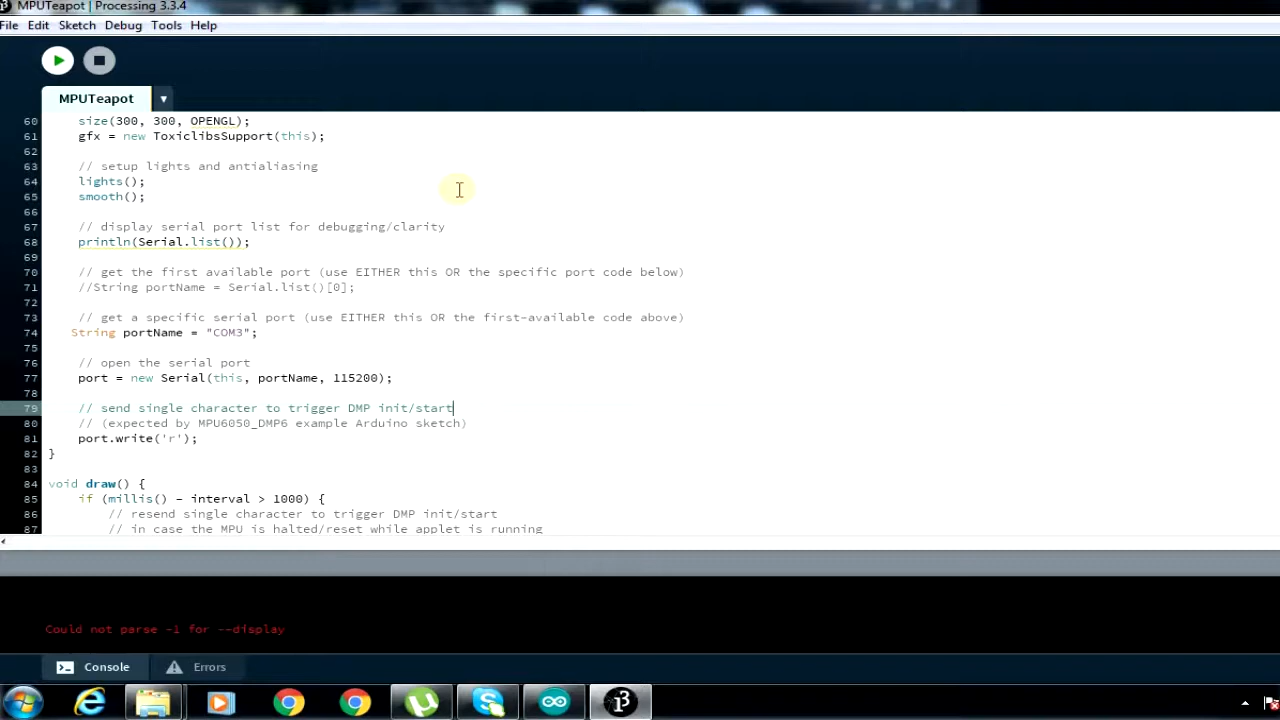 MPUTeapot | Processing 3.3.4
File Edit Sketch Debug Tools Help
MPUTeapot
60 size(300, 300, OPENGL);
61 gfx = new ToxiclibsSupport(this);
62
63 // setup lights and antialiasing
64 lights();
65 smooth();
66
67 // display serial port list for debugging/clarity
68 println(Serial.list());
69
70 // get the first available port (use EITHER this OR the specific port code below)
71 //String portName = Serial.list()[0];
72
73 // get a specific serial port (use EITHER this OR the first-available code above)
74 String portName = "COM3";
75
76 // open the serial port
77 port = new Serial(this, portName, 115200);
78
79 // send single character to trigger DMP init/start
80 // (expected by MPU6050_DMP6 example Arduino sketch)
81 port.write('r');
82 }
83
84 void draw() {
85 if (millis() - interval > 1000) {
86 // resend single character to trigger DMP init/start
87 // in case the MPU is halted/reset while applet is running
Could not parse -1 for --display
Console Errors